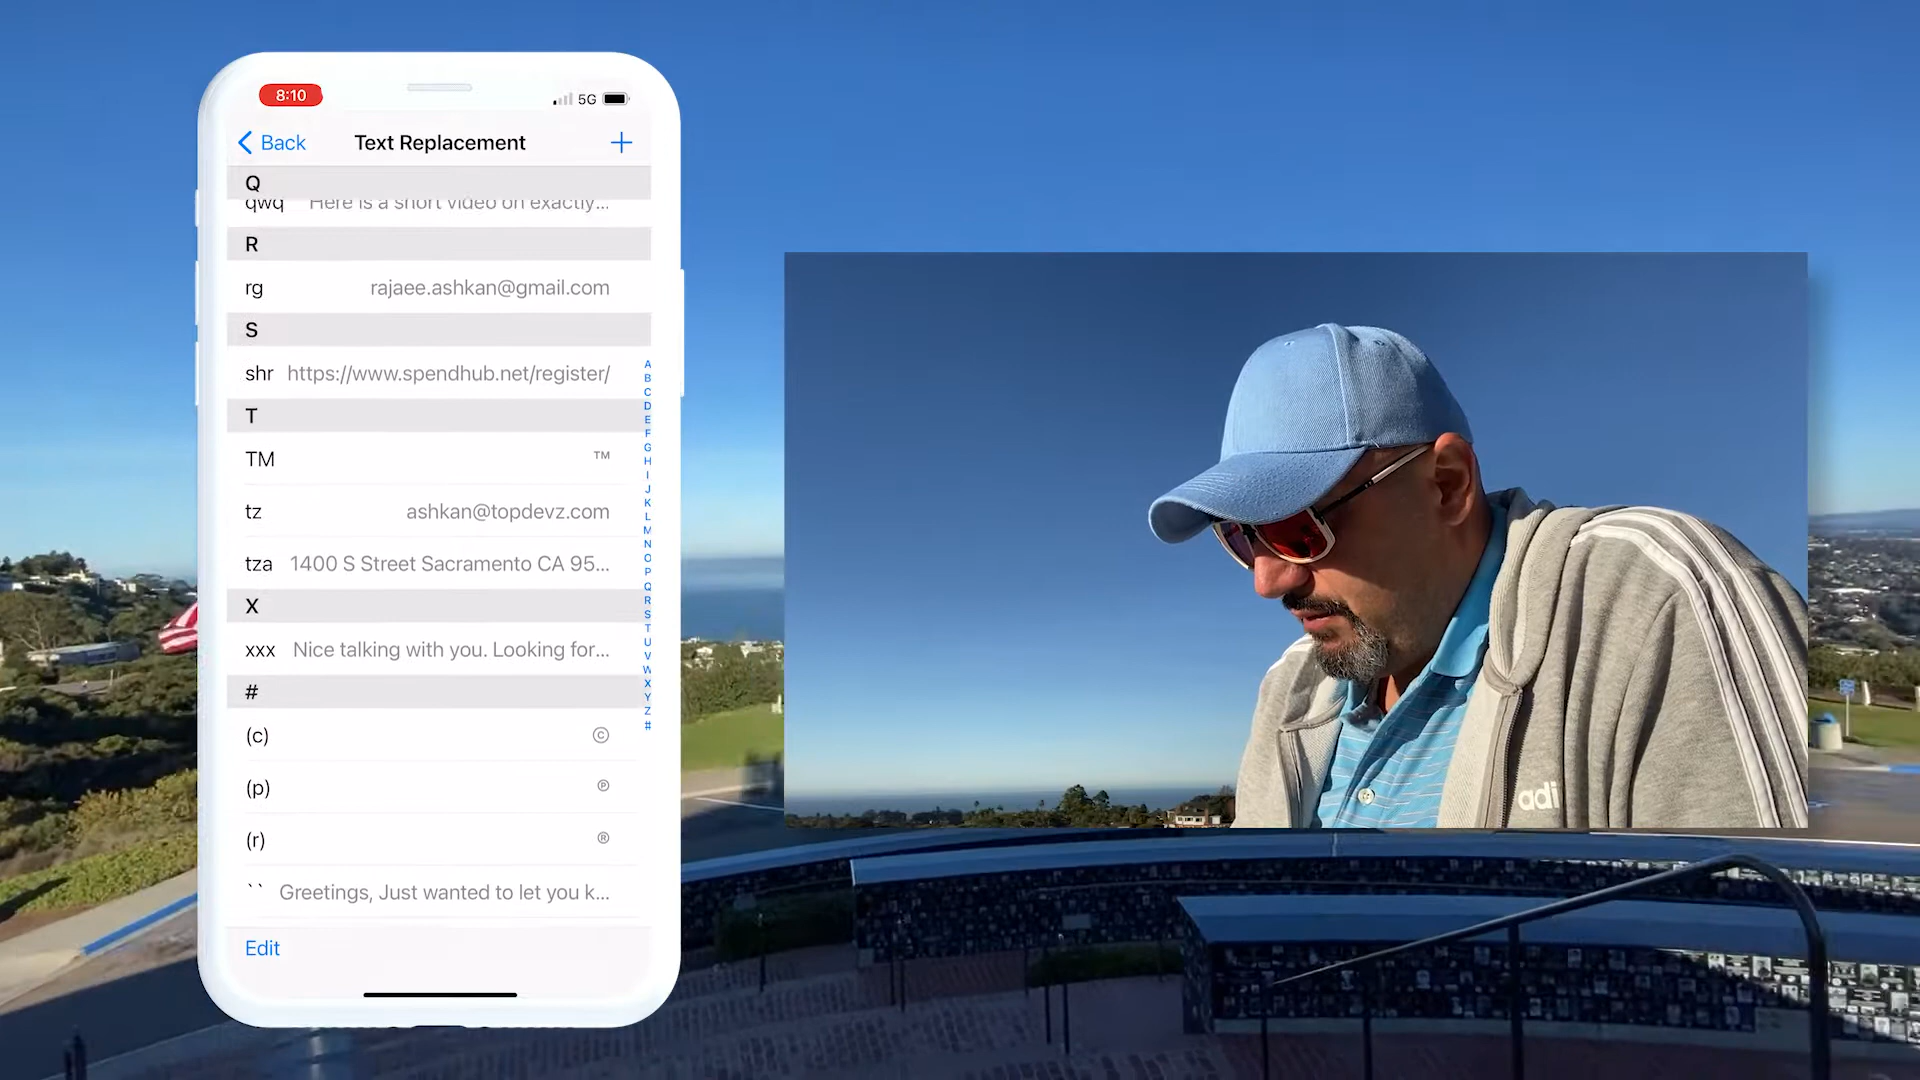 8:10
5G
Back
Text Replacement
Q
qwq Here is a short video on exactly...
R
rg rajaee.ashkan@gmail.com
S
shr https://www.spendhub.net/register/
T
TM ™
tz ashkan@topdevz.com
tza 1400 S Street Sacramento CA 95...
X
xxx Nice talking with you. Looking for...
#
(c) ©
(p) ℗
(r) ®
`` Greetings, Just wanted to let you k...
Edit
A
B
C
D
E
F
G
H
I
J
K
L
M
N
O
P
Q
R
S
T
U
V
W
X
Y
Z
#
adi